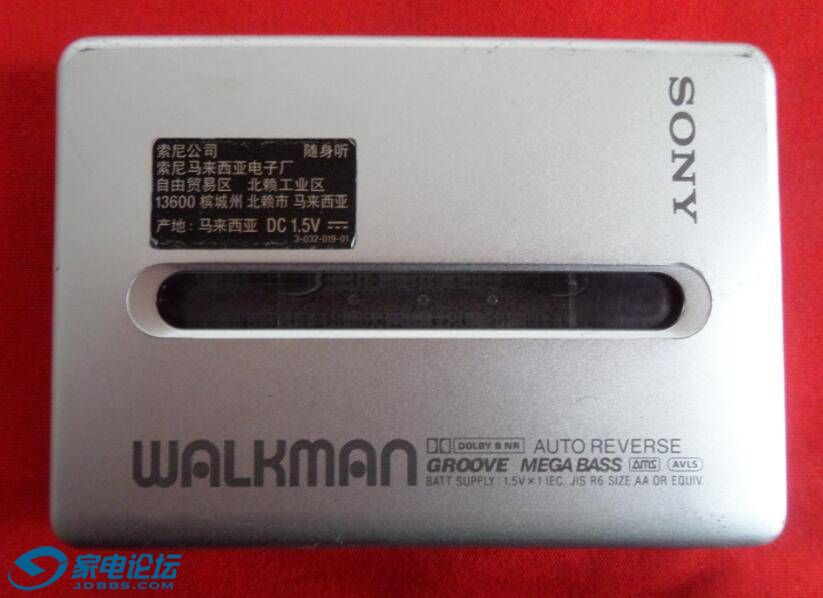 SONY
索尼公司 随身听
索尼马来西亚电子厂
自由贸易区 北赖工业区
13600 槟城州 北赖市 马来西亚
产地: 马来西亚 DC 1.5V
3-032-019-01
WALKMAN
DOLBY B NR AUTO REVERSE
GROOVE MEGA BASS AMS AVLS
BATT SUPPLY: 1.5V×1 IEC, JIS R6 SIZE AA OR EQUIV.
家电论坛
JDBBS.COM